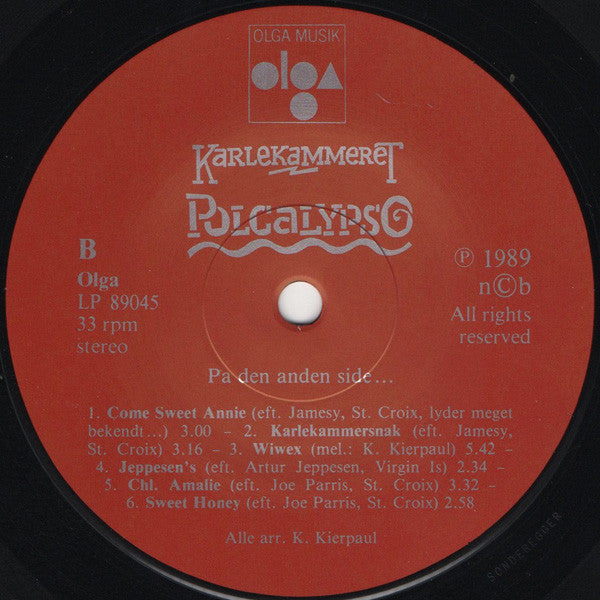 OLGA MUSIK
olga
KARLEKAMMERET
POLCALYPSO
B
Olga
LP 89045
33 rpm
stereo
℗ 1989
n©b
All rights
reserved
Pa den anden side...
1. Come Sweet Annie (eft. Jamesy, St. Croix, lyder meget
bekendt...) 3.00 – 2. Karlekammersnak (eft. Jamesy,
St. Croix) 3.16 – 3. Wiwex (mel.: K. Kierpaul) 5.42 –
4. Jeppesen's (eft. Artur Jeppesen, Virgin Is) 2.34 –
5. Chl. Amalie (eft. Joe Parris, St. Croix) 3.32 –
6. Sweet Honey (eft. Joe Parris, St. Croix) 2.58
Alle arr. K. Kierpaul
SONDEREGGER